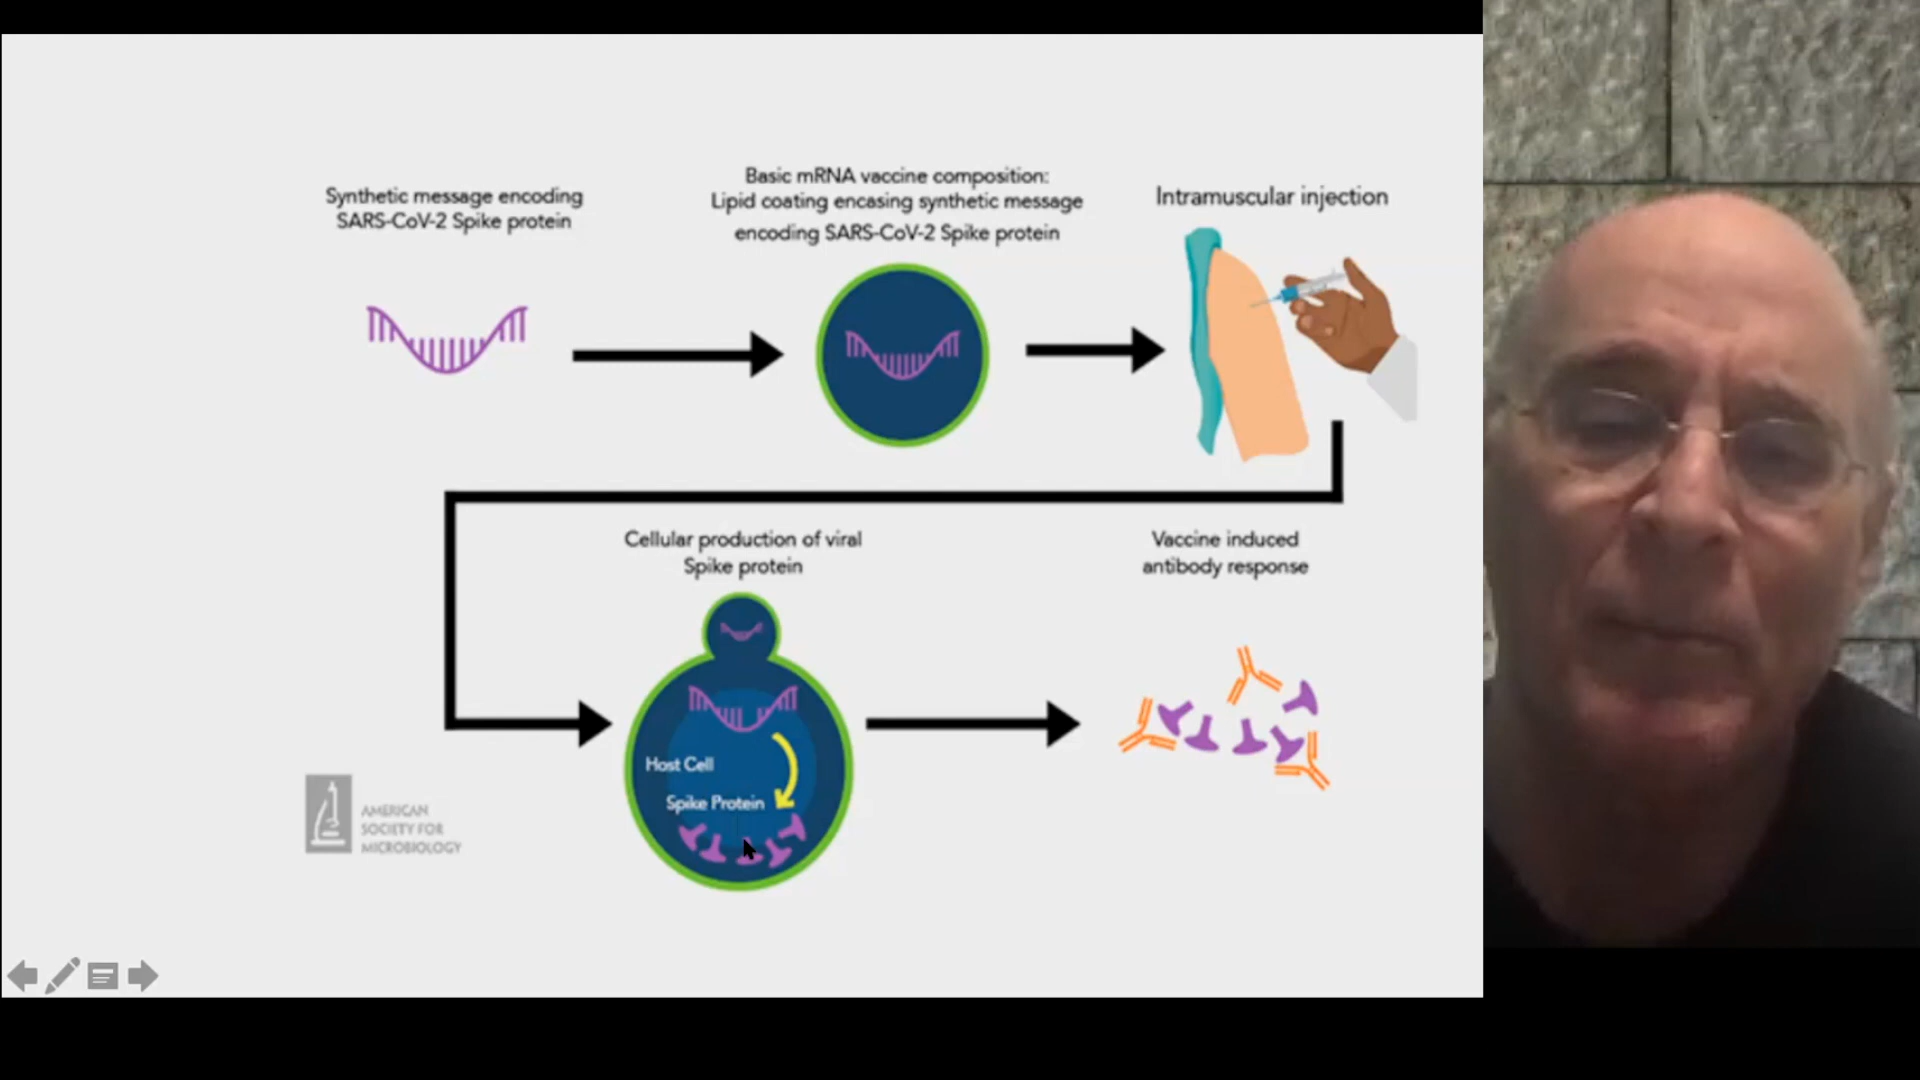 Synthetic message encoding
SARS-CoV-2 Spike protein
Basic mRNA vaccine composition:
Lipid coating encasing synthetic message
encoding SARS-CoV-2 Spike protein
Intramuscular injection
Cellular production of viral
Spike protein
Vaccine induced
antibody response
Host Cell
Spike Protein
AMERICAN
SOCIETY FOR
MICROBIOLOGY